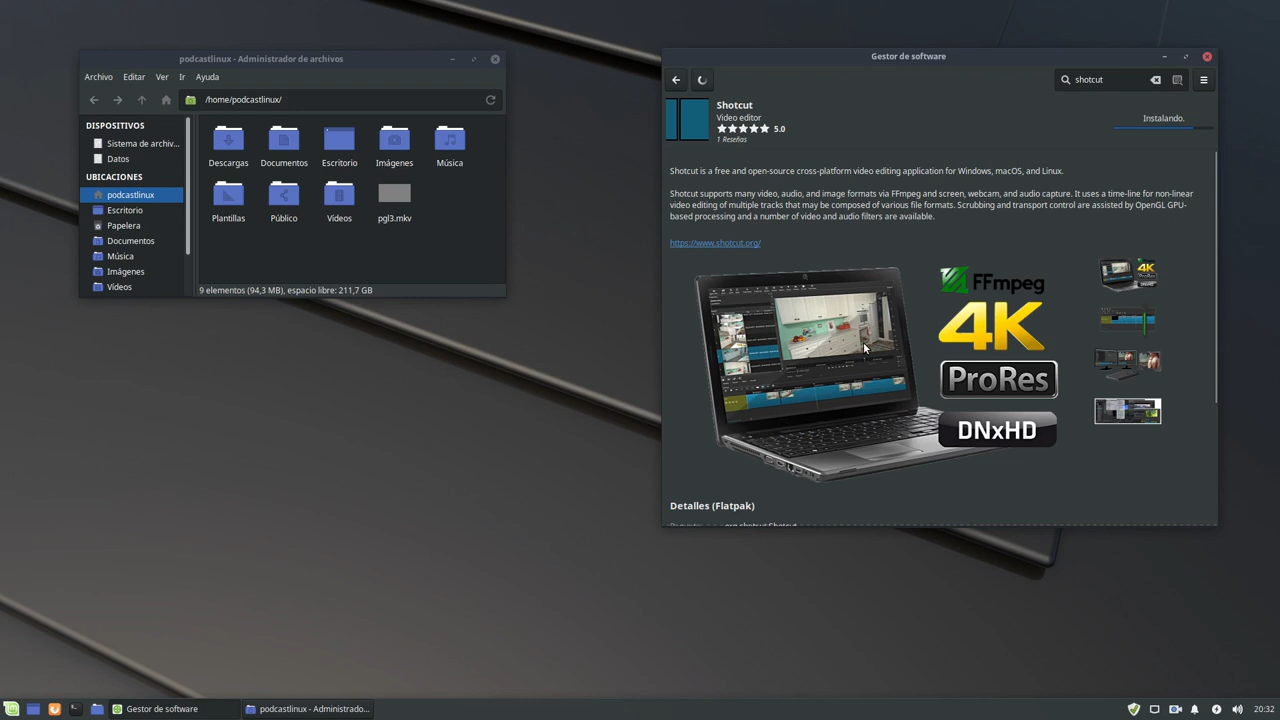 podcastlinux - Administrador de archivos
Archivo Editar Ver Ir Ayuda
/home/podcastlinux/
DISPOSITIVOS
Sistema de archiv...
Datos
UBICACIONES
podcastlinux
Escritorio
Papelera
Documentos
Música
Imágenes
Vídeos
Descargas Documentos Escritorio Imágenes Música
Plantillas Público Vídeos pgl3.mkv
9 elementos (94,3 MB), espacio libre: 211,7 GB
Gestor de software
shotcut
Shotcut
Video editor
5.0
1 Reseñas
Instalando.
Shotcut is a free and open-source cross-platform video editing application for Windows, macOS, and Linux.
Shotcut supports many video, audio, and image formats via FFmpeg and screen, webcam, and audio capture. It uses a time-line for non-linear
video editing of multiple tracks that may be composed of various file formats. Scrubbing and transport control are assisted by OpenGL GPU-
based processing and a number of video and audio filters are available.
https://www.shotcut.org/
FFmpeg
4K
ProRes
DNxHD
4K
Detalles (Flatpak)
Gestor de software
podcastlinux - Administrado...
20:32